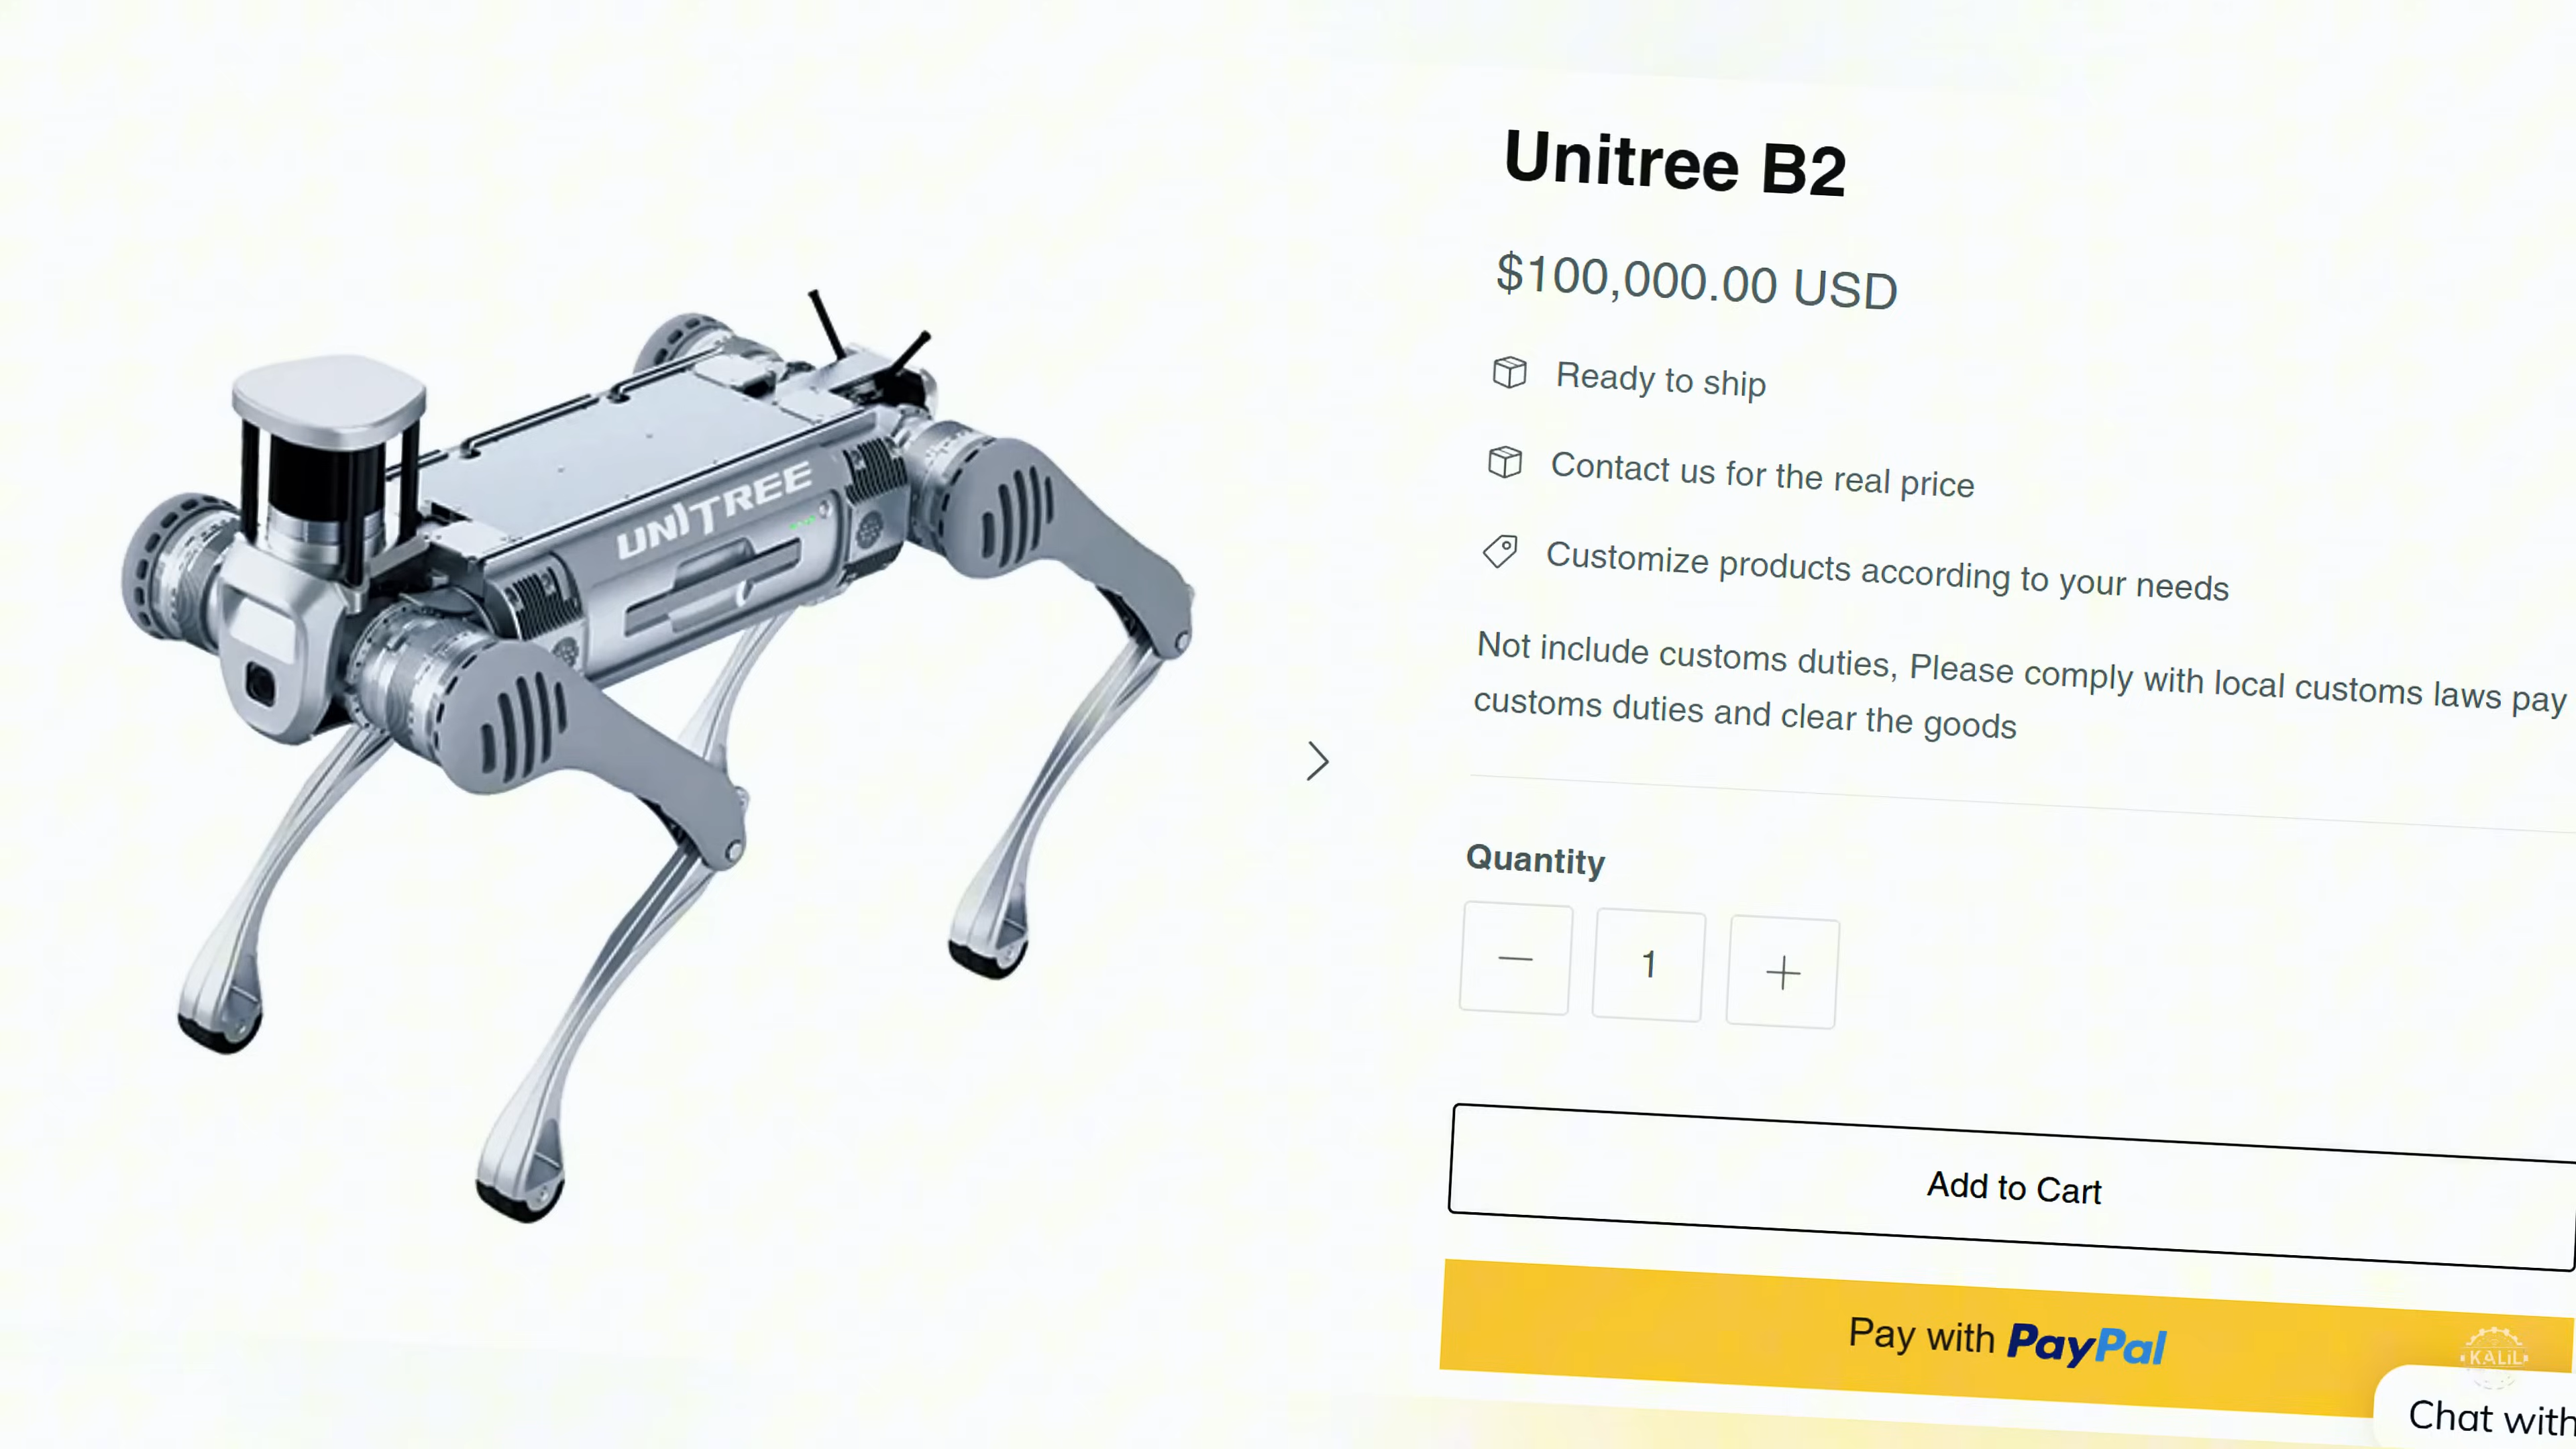 Unitree B2
$100,000.00 USD
Ready to ship
Contact us for the real price
Customize products according to your needs
Not include customs duties, Please comply with local customs laws pay
customs duties and clear the goods
UNITREE
Quantity
1
Add to Cart
Pay with PayPal
KALiL
Chat with